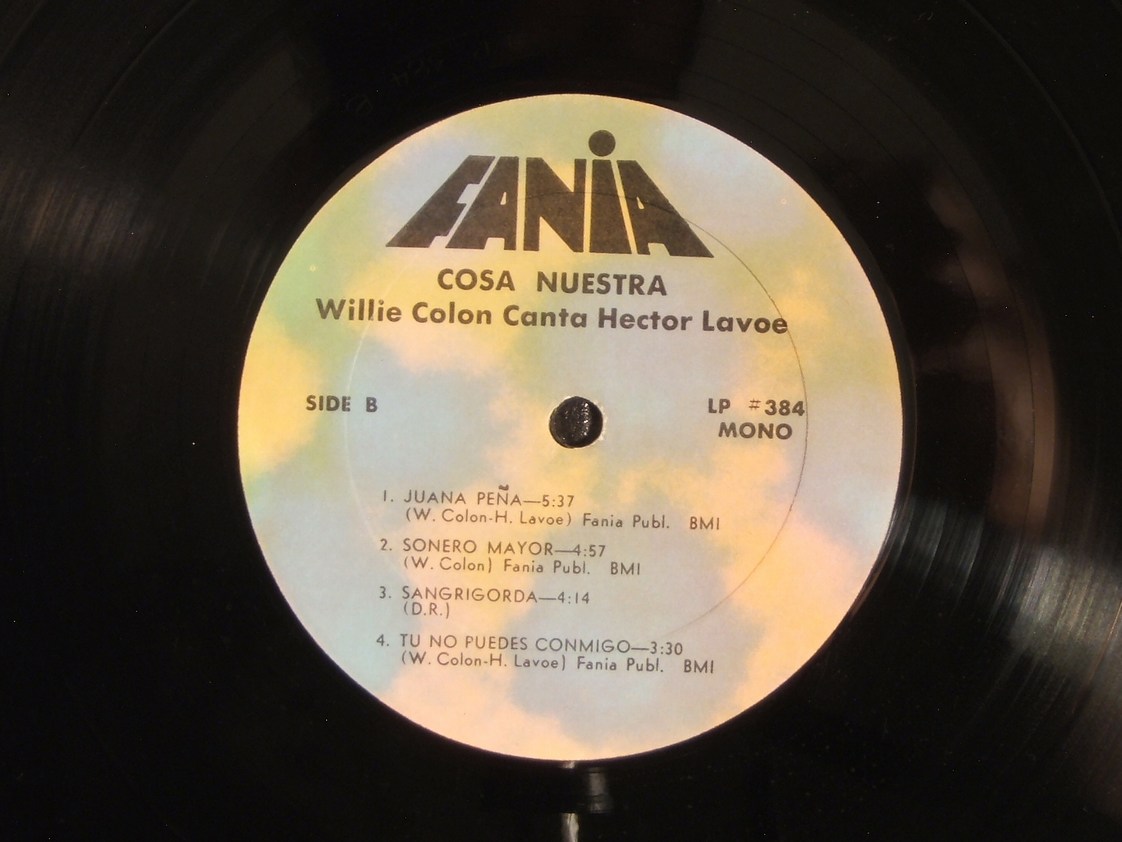 FANiA
COSA NUESTRA
Willie Colon Canta Hector Lavoe
SIDE B
LP #384
MONO
1. JUANA PEÑA—5:37
(W. Colon-H. Lavoe) Fania Publ. BMI
2. SONERO MAYOR—4:57
(W. Colon) Fania Publ. BMI
3. SANGRIGORDA—4:14
(D.R.)
4. TU NO PUEDES CONMIGO—3:30
(W. Colon-H. Lavoe) Fania Publ. BMI